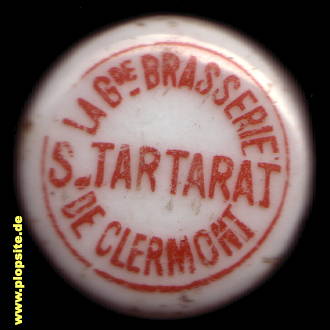 LA GDE BRASSERIE
S. TARTARAT
DE CLERMONT
www.plopsite.de